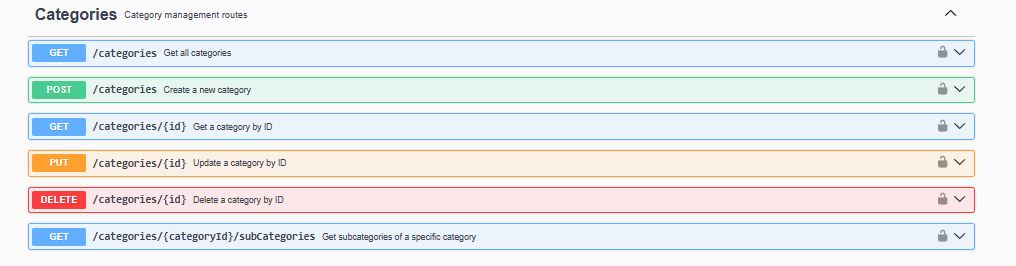 Categories Category management routes
GET /categories Get all categories
POST /categories Create a new category
GET /categories/{id} Get a category by ID
PUT /categories/{id} Update a category by ID
DELETE /categories/{id} Delete a category by ID
GET /categories/{categoryId}/subCategories Get subcategories of a specific category